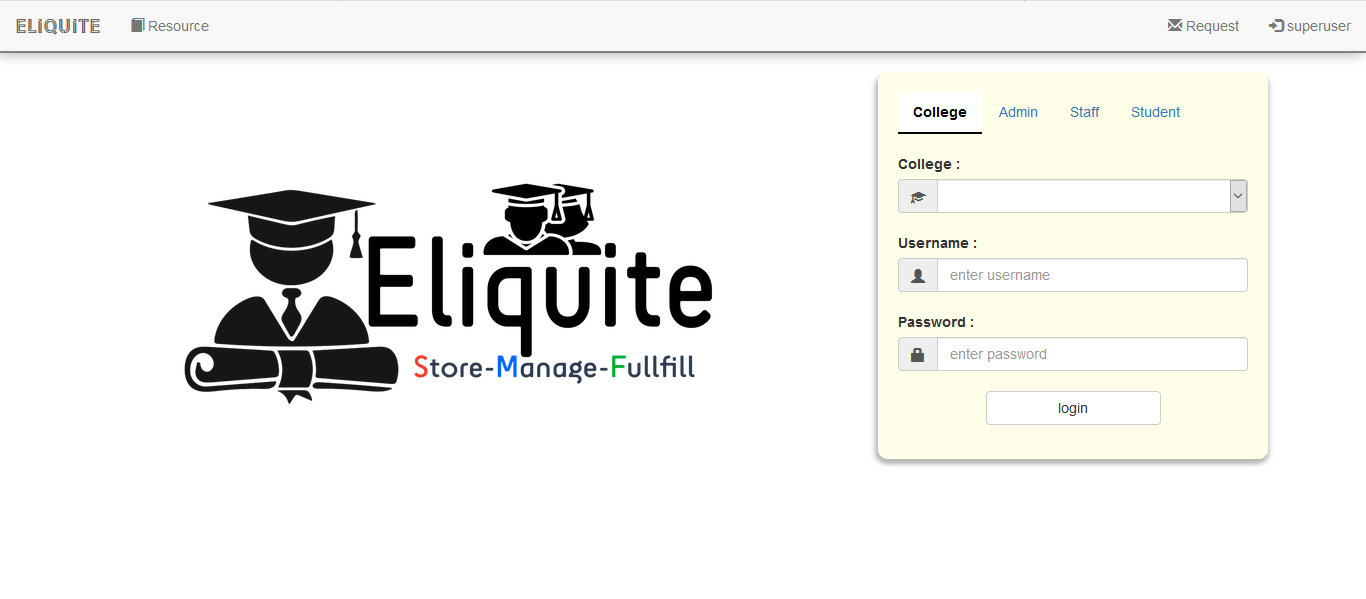 ELiQUiTE Resource Request superuser
College Admin Staff Student
College :
Username :
enter username
Password :
enter password
login
Eliquite
Store-Manage-Fullfill